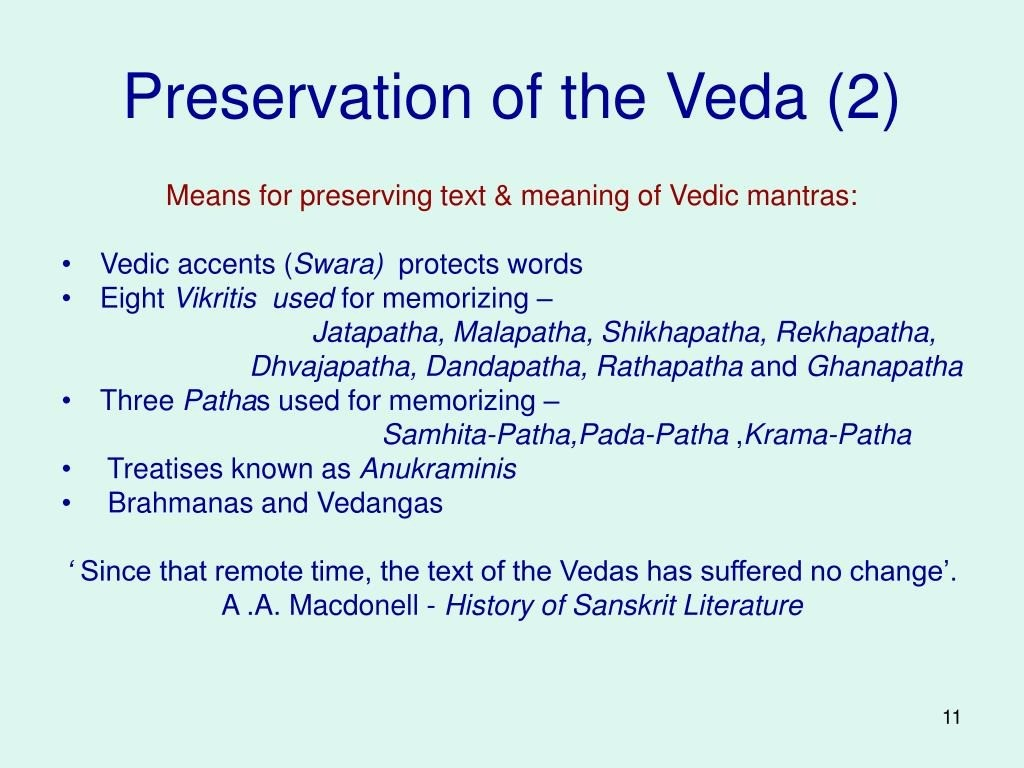 Preservation of the Veda (2)
Means for preserving text & meaning of Vedic mantras:
• Vedic accents (Swara) protects words
• Eight Vikritis used for memorizing –
Jatapatha, Malapatha, Shikhapatha, Rekhapatha,
Dhvajapatha, Dandapatha, Rathapatha and Ghanapatha
• Three Pathas used for memorizing –
Samhita-Patha,Pada-Patha ,Krama-Patha
• Treatises known as Anukraminis
• Brahmanas and Vedangas
‘ Since that remote time, the text of the Vedas has suffered no change’.
A .A. Macdonell - History of Sanskrit Literature
11